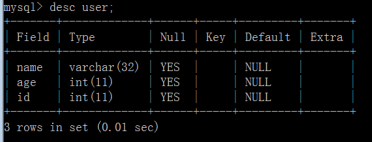 mysql> desc user;
+-------+-------------+------+-----+---------+-------+
| Field | Type | Null | Key | Default | Extra |
+-------+-------------+------+-----+---------+-------+
| name | varchar(32) | YES | | NULL | |
| age | int(11) | YES | | NULL | |
| id | int(11) | YES | | NULL | |
+-------+-------------+------+-----+---------+-------+
3 rows in set (0.01 sec)